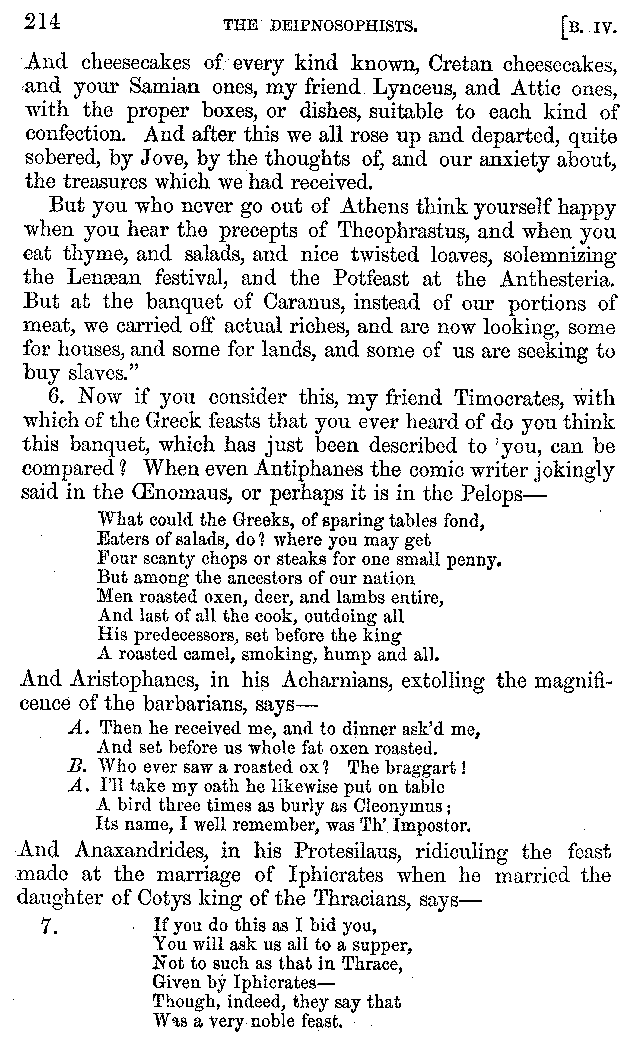 214 THE DEIPNOSOPHISTS. [B. IV.
And cheesecakes of every kind known, Cretan cheesecakes,
and your Samian ones, my friend Lynceus, and Attic ones,
with the proper boxes, or dishes, suitable to each kind of
confection. And after this we all rose up and departed, quite
sobered, by Jove, by the thoughts of, and our anxiety about,
the treasures which we had received.
But you who never go out of Athens think yourself happy
when you hear the precepts of Theophrastus, and when you
eat thyme, and salads, and nice twisted loaves, solemnizing
the Lenæan festival, and the Potfeast at the Anthesteria.
But at the banquet of Caranus, instead of our portions of
meat, we carried off actual riches, and are now looking, some
for houses, and some for lands, and some of us are seeking to
buy slaves.”
6. Now if you consider this, my friend Timocrates, with
which of the Greek feasts that you ever heard of do you think
this banquet, which has just been described to you, can be
compared? When even Antiphanes the comic writer jokingly
said in the Œnomaus, or perhaps it is in the Pelops—
What could the Greeks, of sparing tables fond,
Eaters of salads, do? where you may get
Four scanty chops or steaks for one small penny.
But among the ancestors of our nation
Men roasted oxen, deer, and lambs entire,
And last of all the cook, outdoing all
His predecessors, set before the king
A roasted camel, smoking, hump and all.
And Aristophanes, in his Acharnians, extolling the magnifi-
cence of the barbarians, says—
A. Then he received me, and to dinner ask'd me,
And set before us whole fat oxen roasted.
B. Who ever saw a roasted ox? The braggart!
A. I'll take my oath he likewise put on table
A bird three times as burly as Cleonymus;
Its name, I well remember, was Th' Impostor.
And Anaxandrides, in his Protesilaus, ridiculing the feast
made at the marriage of Iphicrates when he married the
daughter of Cotys king of the Thracians, says—
7. If you do this as I bid you,
You will ask us all to a supper,
Not to such as that in Thrace,
Given by Iphicrates—
Though, indeed, they say that
Was a very noble feast.